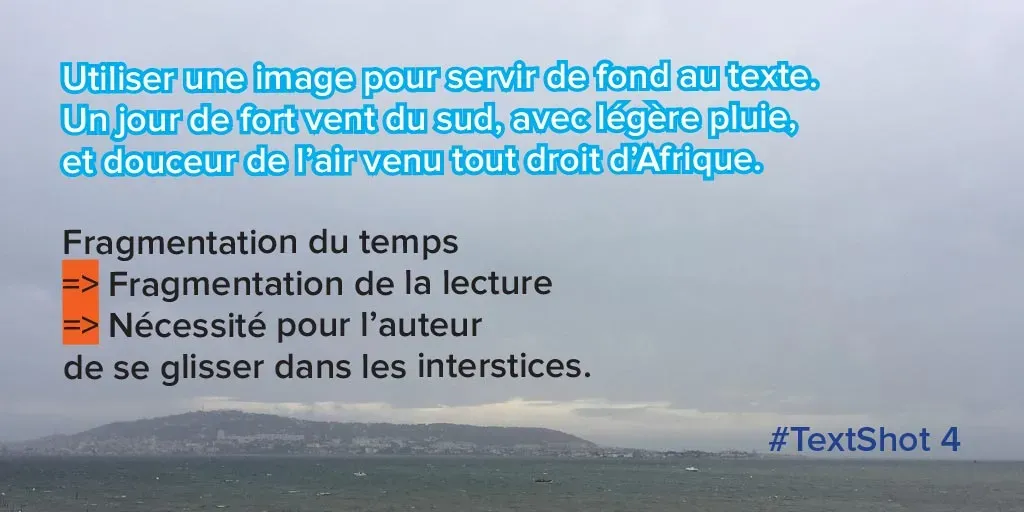 Utiliser une image pour servir de fond au texte.
Un jour de fort vent du sud, avec légère pluie,
et douceur de l’air venu tout droit d’Afrique.
Fragmentation du temps
=> Fragmentation de la lecture
=> Nécessité pour l’auteur
de se glisser dans les interstices.
#TextShot 4